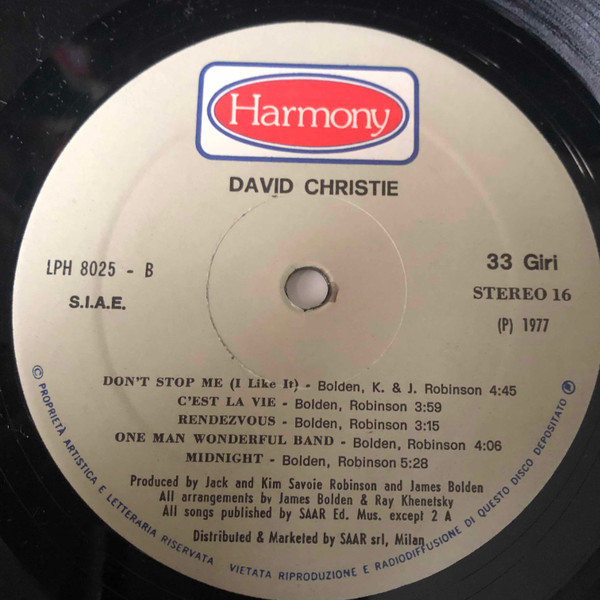 Harmony
DAVID CHRISTIE
LPH 8025 - B
S.I.A.E.
33 Giri
STEREO 16
(P) 1977
DON'T STOP ME (I Like It) - Bolden, K. & J. Robinson 4:45
C'EST LA VIE - Bolden, Robinson 3:59
RENDEZVOUS - Bolden, Robinson 3:15
ONE MAN WONDERFUL BAND - Bolden, Robinson 4:06
MIDNIGHT - Bolden, Robinson 5:28
Produced by Jack and Kim Savoie Robinson and James Bolden
All arrangements by James Bolden & Ray Khenetsky
All songs published by SAAR Ed. Mus. except 2 A
Distributed & Marketed by SAAR srl, Milan
© PROPRIETÀ ARTISTICA E LETTERARIA RISERVATA VIETATA RIPRODUZIONE E RADIODIFFUSIONE DI QUESTO DISCO DEPOSITATO